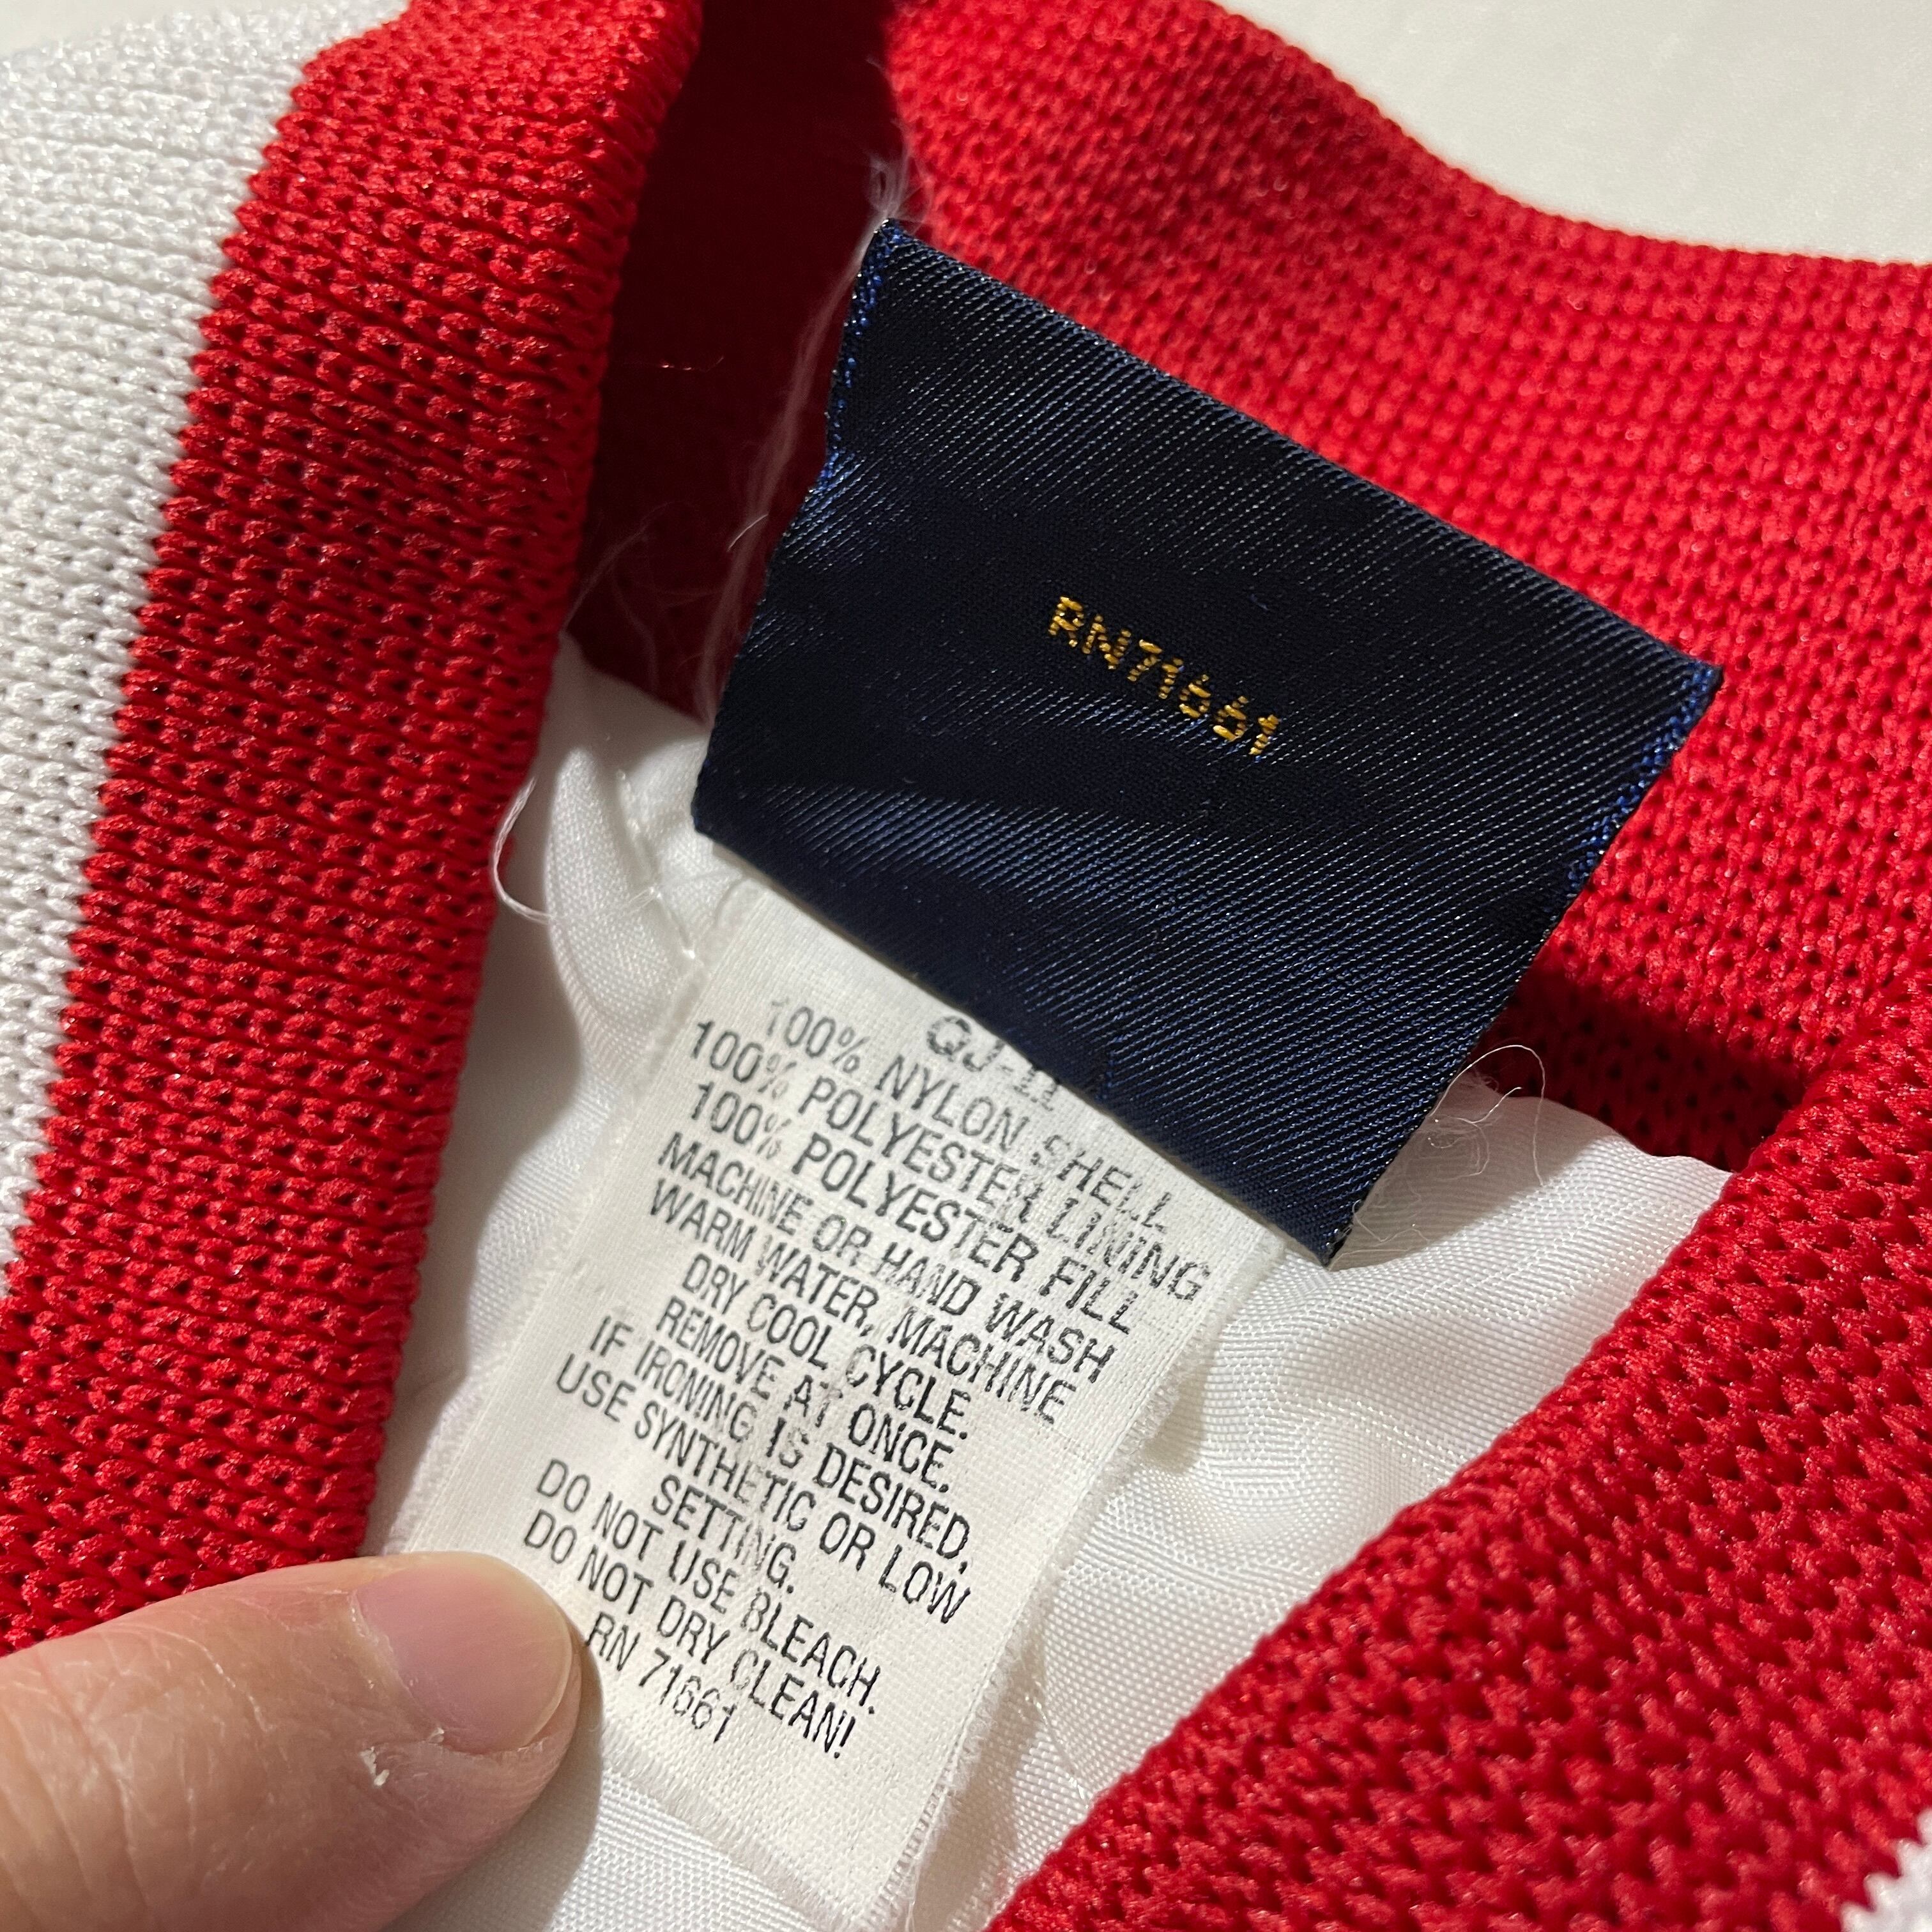 RN71661
QJ-11
100% NYLON SHELL
100% POLYESTER LINING
100% POLYESTER FILL
MACHINE OR HAND WASH
WARM WATER, MACHINE
DRY COOL CYCLE.
REMOVE AT ONCE.
IF IRONING IS DESIRED,
USE SYNTHETIC OR LOW
SETTING.
DO NOT USE BLEACH.
DO NOT DRY CLEAN!
RN 71661